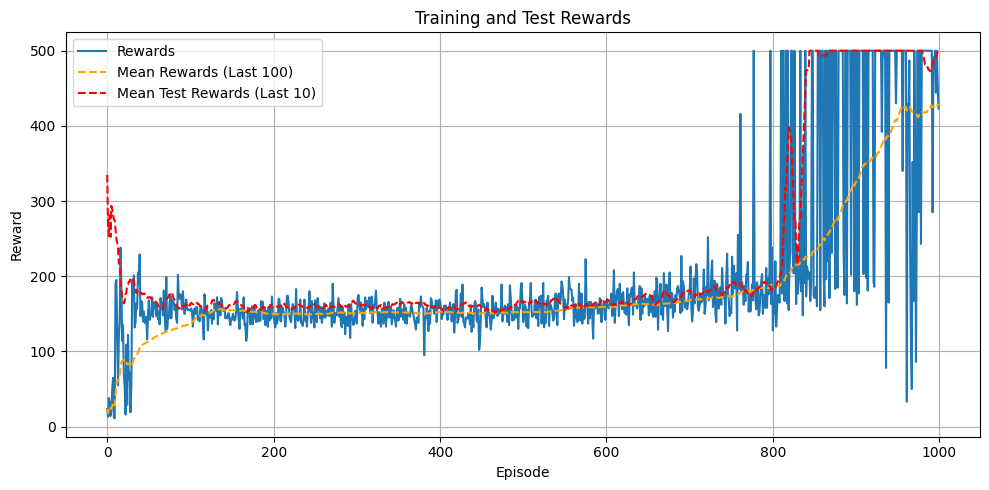 Training and Test Rewards
Rewards
Mean Rewards (Last 100)
Mean Test Rewards (Last 10)
500
400
300
200
100
0
Reward
0 200 400 600 800 1000
Episode